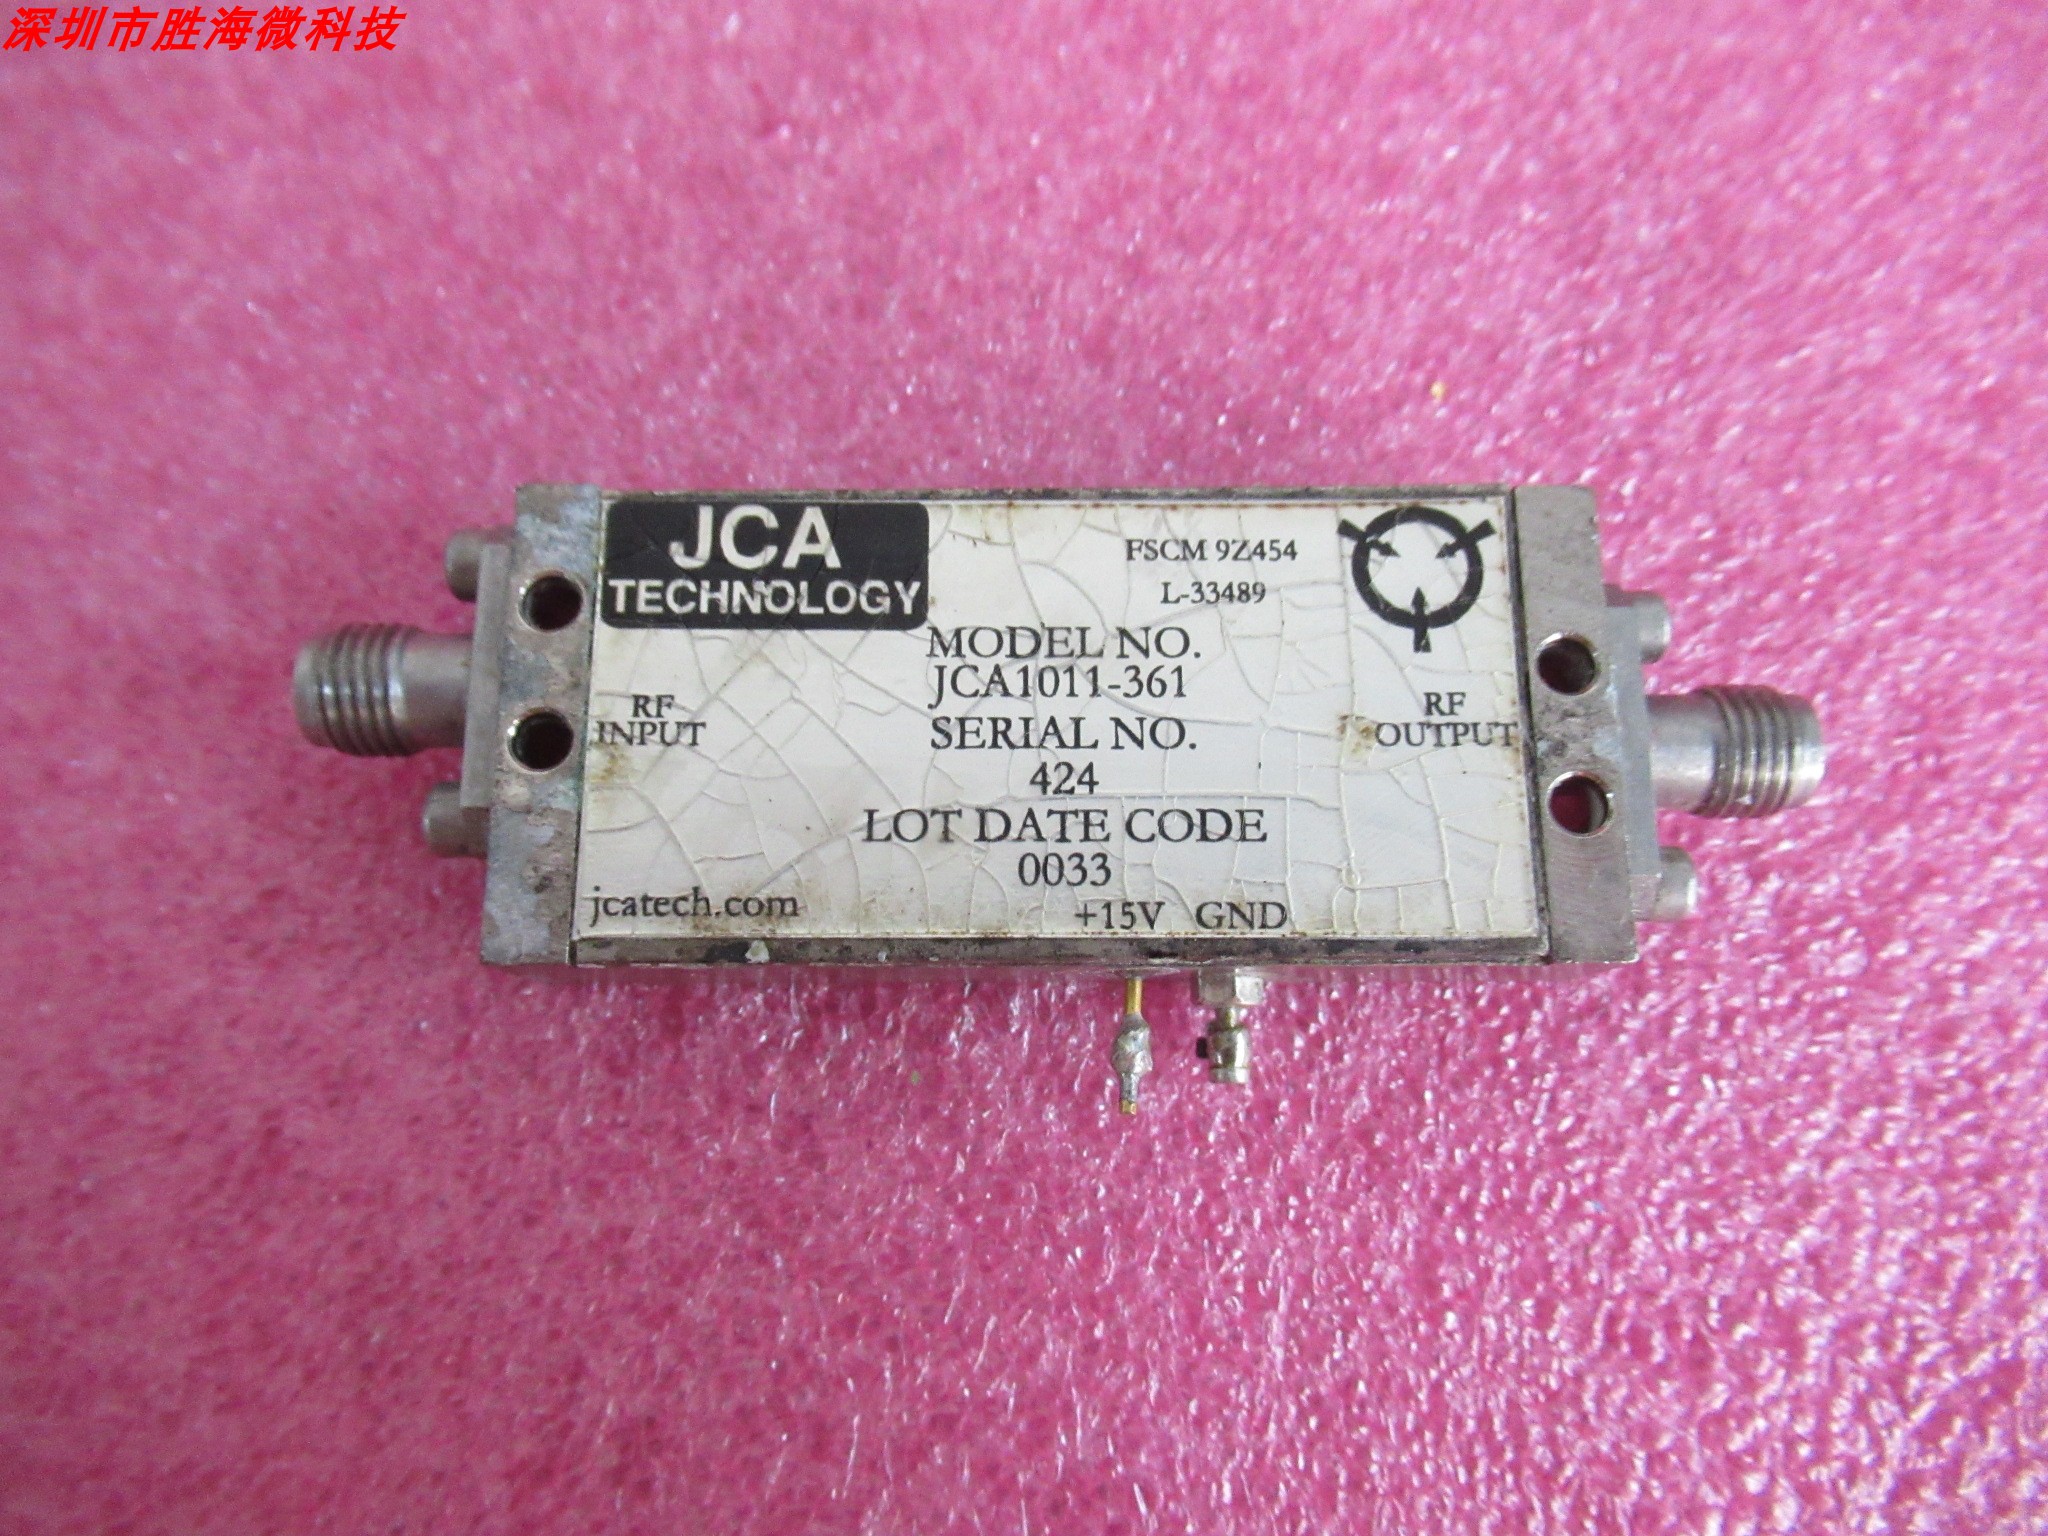 深圳市胜海微科技
JCA
TECHNOLOGY
FSCM 9Z454
L-33489
MODEL NO.
JCA1011-361
SERIAL NO.
424
LOT DATE CODE
0033
RF
INPUT
RF
OUTPUT
jcatech.com
+15V GND